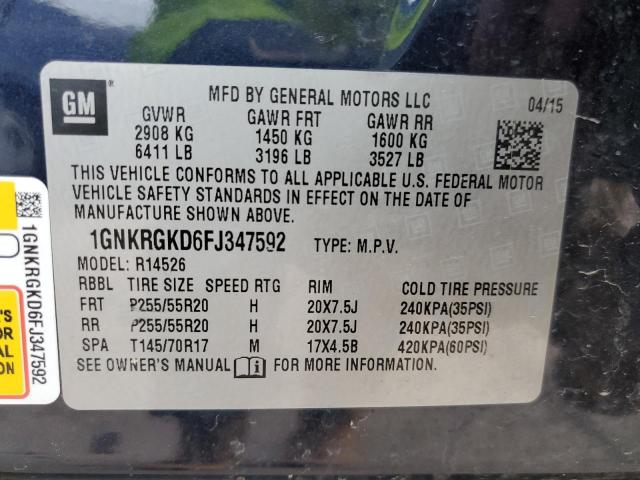 GM
MFD BY GENERAL MOTORS LLC
04/15
GVWR GAWR FRT GAWR RR
2908 KG 1450 KG 1600 KG
6411 LB 3196 LB 3527 LB
THIS VEHICLE CONFORMS TO ALL APPLICABLE U.S. FEDERAL MOTOR
VEHICLE SAFETY STANDARDS IN EFFECT ON THE DATE OF
MANUFACTURE SHOWN ABOVE.
1GNKRGKD6FJ347592 TYPE: M.P.V.
MODEL: R14526
RBBL TIRE SIZE SPEED RTG RIM COLD TIRE PRESSURE
FRT P255/55R20 H 20X7.5J 240KPA(35PSI)
RR P255/55R20 H 20X7.5J 240KPA(35PSI)
SPA T145/70R17 M 17X4.5B 420KPA(60PSI)
SEE OWNER'S MANUAL FOR MORE INFORMATION.
1GNKRGKD6FJ347592
OR